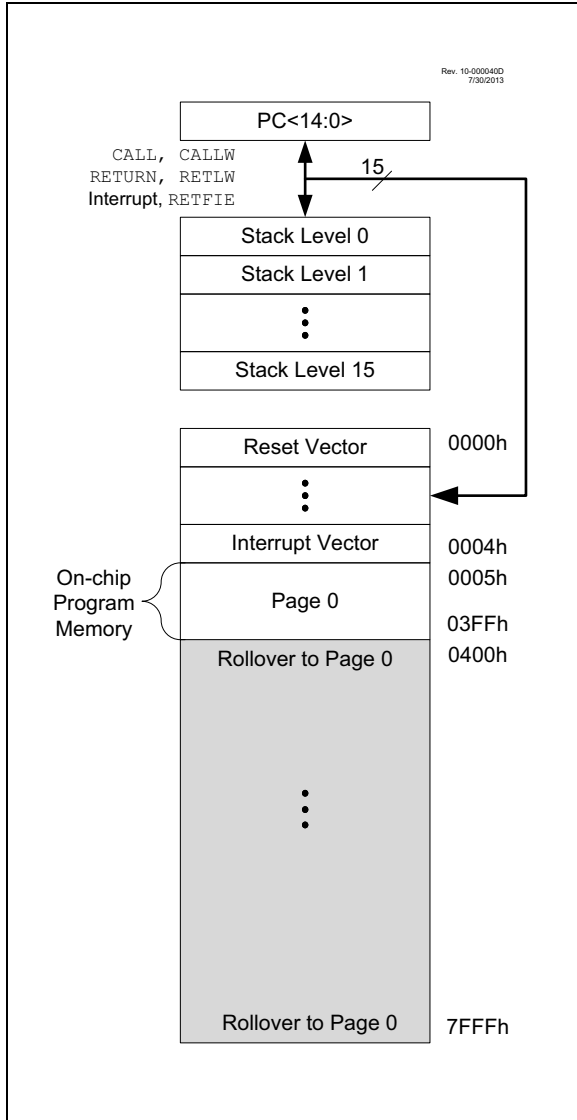 Rev. 10-000040D
7/30/2013
PC<14:0>
CALL, CALLW
RETURN, RETLW
Interrupt, RETFIE
15
Stack Level 0
Stack Level 1
Stack Level 15
Reset Vector
0000h
Interrupt Vector
0004h
On-chip
Program
Memory
Page 0
0005h
03FFh
Rollover to Page 0
0400h
Rollover to Page 0
7FFFh